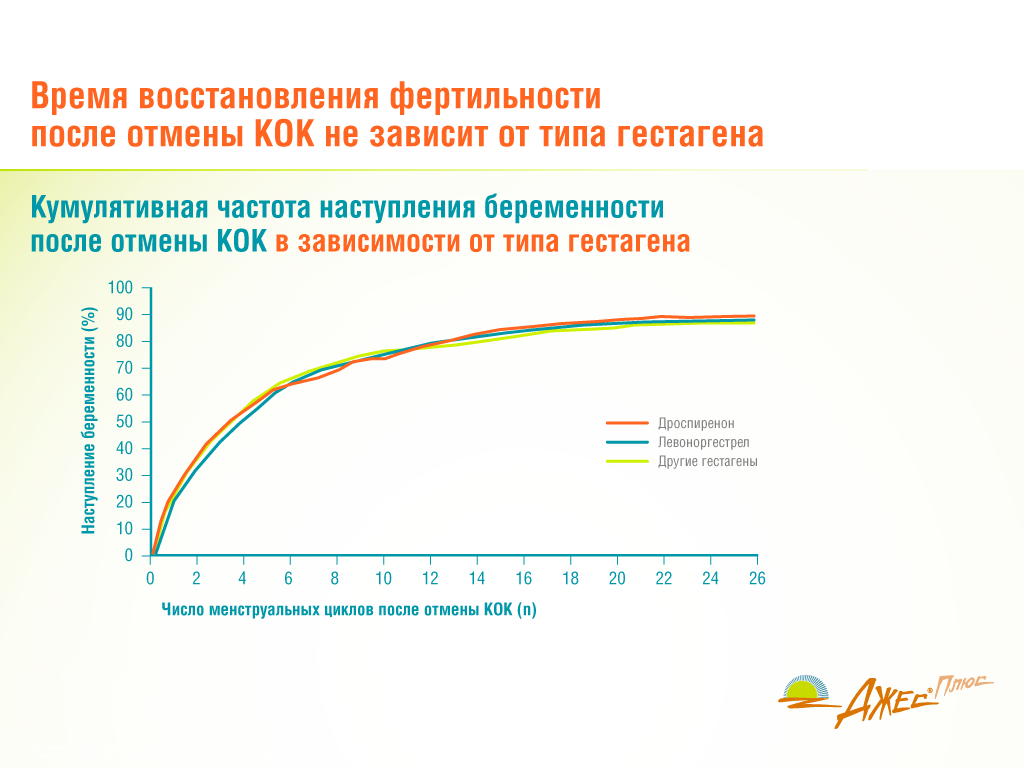 Время восстановления фертильности
после отмены КОК не зависит от типа гестагена
Кумулятивная частота наступления беременности
после отмены КОК в зависимости от типа гестагена
Наступление беременности (%)
100
90
80
70
60
50
40
30
20
10
0
Дроспиренон
Левоноргестрел
Другие гестагены
0 2 4 6 8 10 12 14 16 18 20 22 24 26
Число менструальных циклов после отмены КОК (n)
Джес® Плюс